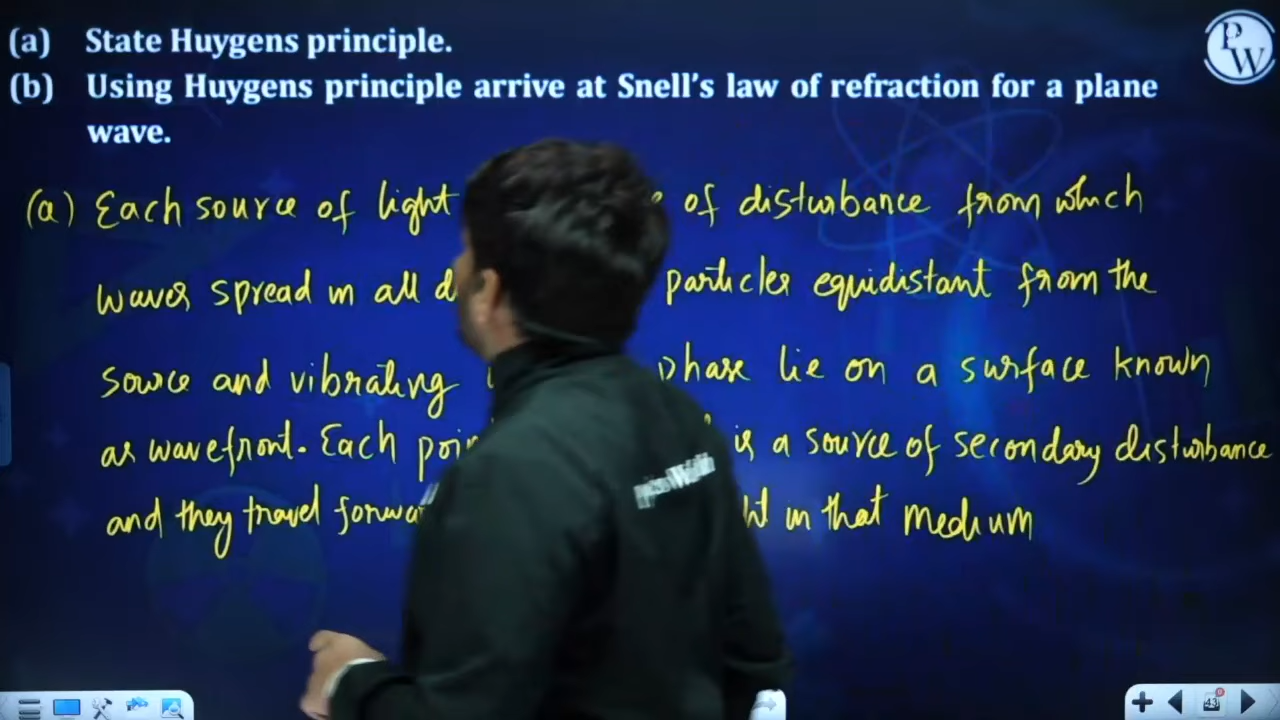 (a) State Huygens principle.
(b) Using Huygens principle arrive at Snell's law of refraction for a plane
wave.
PW
(a) Each source of light of disturbance from which
waves spread in all particles equidistant from the
source and vibrating phase lie on a surface known
as wavefront. Each is a source of secondary disturbance
and they travel in that medium
43